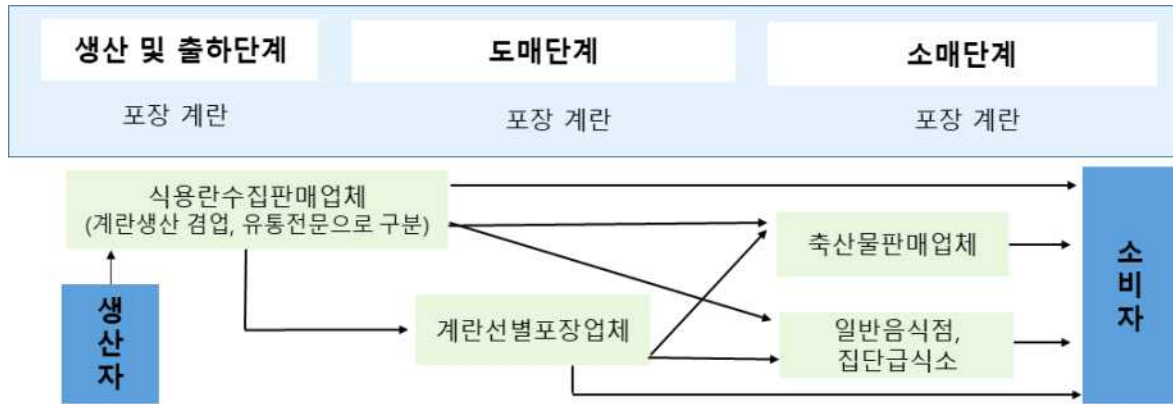 생산 및 출하단계
도매단계
소매단계
포장 계란
포장 계란
포장 계란
식용란수집판매업체
(계란생산 겸업, 유통전문으로 구분)
축산물판매업체
소비자
생산자
계란선별포장업체
일반음식점,
집단급식소